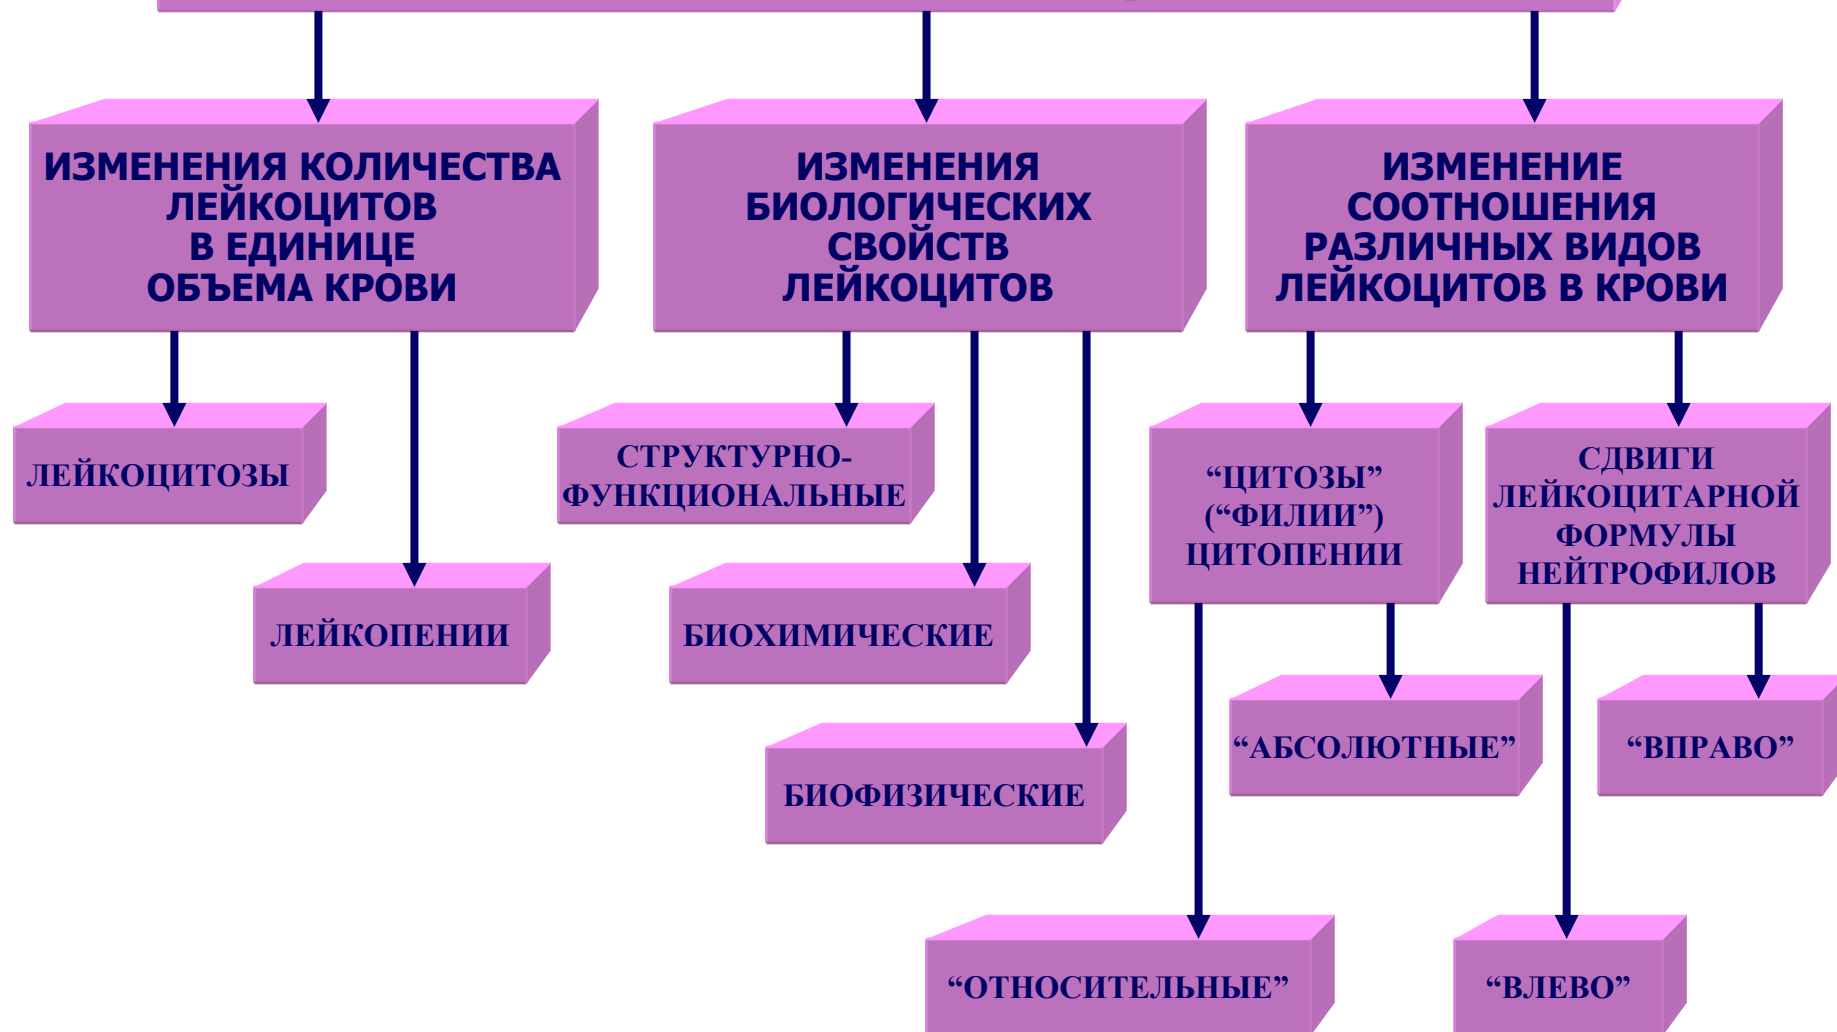 ИЗМЕНЕНИЯ КОЛИЧЕСТВА
ЛЕЙКОЦИТОВ
В ЕДИНИЦЕ
ОБЪЕМА КРОВИ
ИЗМЕНЕНИЯ
БИОЛОГИЧЕСКИХ
СВОЙСТВ
ЛЕЙКОЦИТОВ
ИЗМЕНЕНИЕ
СООТНОШЕНИЯ
РАЗЛИЧНЫХ ВИДОВ
ЛЕЙКОЦИТОВ В КРОВИ
ЛЕЙКОЦИТОЗЫ
ЛЕЙКОПЕНИИ
СТРУКТУРНО-
ФУНКЦИОНАЛЬНЫЕ
БИОХИМИЧЕСКИЕ
БИОФИЗИЧЕСКИЕ
“ЦИТОЗЫ”
(“ФИЛИИ”)
ЦИТОПЕНИИ
СДВИГИ
ЛЕЙКОЦИТАРНОЙ
ФОРМУЛЫ
НЕЙТРОФИЛОВ
“АБСОЛЮТНЫЕ”
“ВПРАВО”
“ОТНОСИТЕЛЬНЫЕ”
“ВЛЕВО”